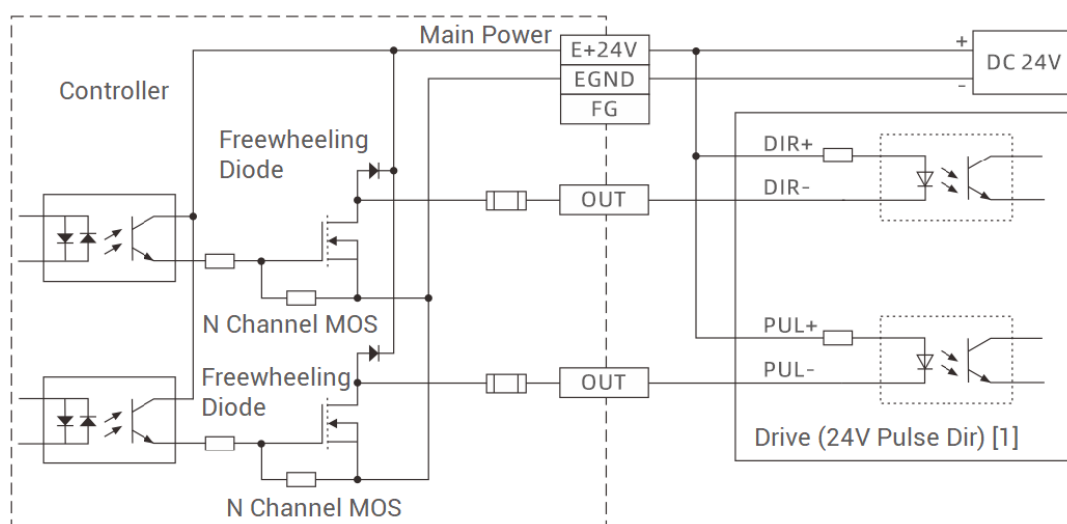 Main Power
E+24V
EGND
FG
+
-
DC 24V
Controller
Freewheeling
Diode
DIR+
DIR-
OUT
N Channel MOS
Freewheeling
Diode
PUL+
PUL-
OUT
Drive (24V Pulse Dir) [1]
N Channel MOS